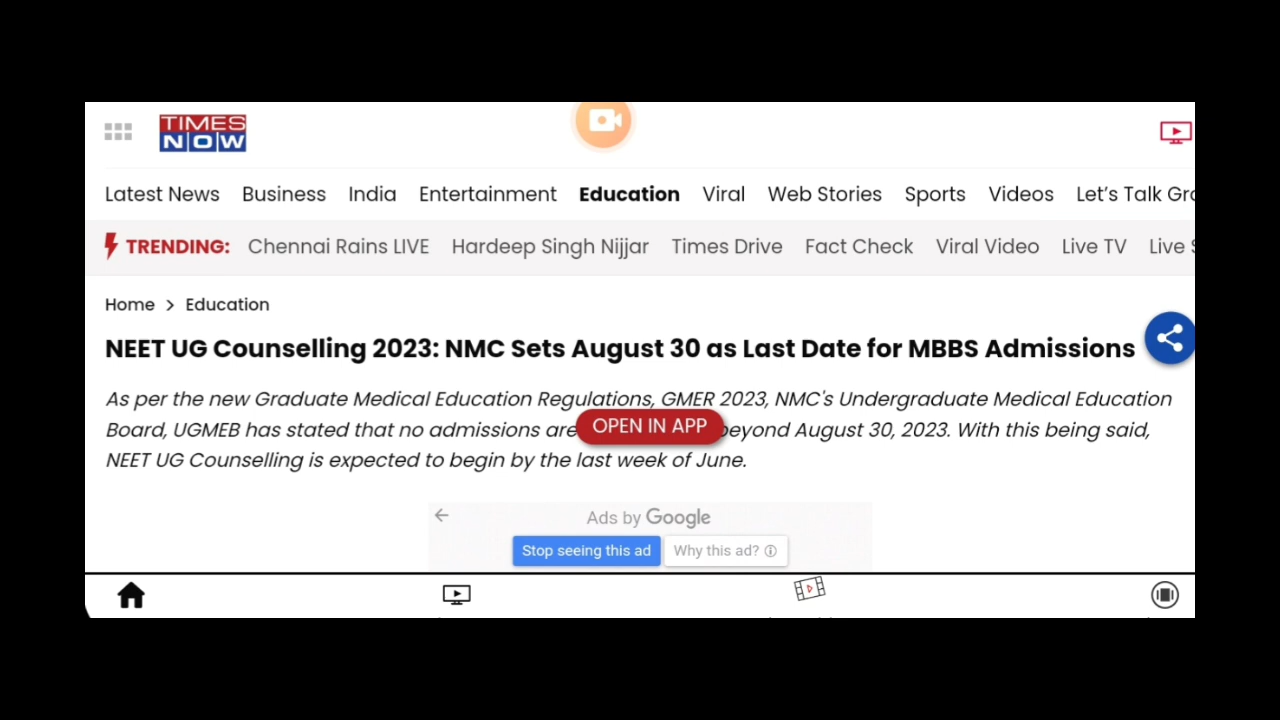 TIMES
NOW
Latest News Business India Entertainment Education Viral Web Stories Sports Videos Let's Talk
TRENDING: Chennai Rains LIVE Hardeep Singh Nijjar Times Drive Fact Check Viral Video Live TV Live
Home > Education
NEET UG Counselling 2023: NMC Sets August 30 as Last Date for MBBS Admissions
As per the new Graduate Medical Education Regulations, GMER 2023, NMC's Undergraduate Medical Education
Board, UGMEB has stated that no admissions are OPEN IN APP beyond August 30, 2023. With this being said,
NEET UG Counselling is expected to begin by the last week of June.
Ads by Google
Stop seeing this ad Why this ad?